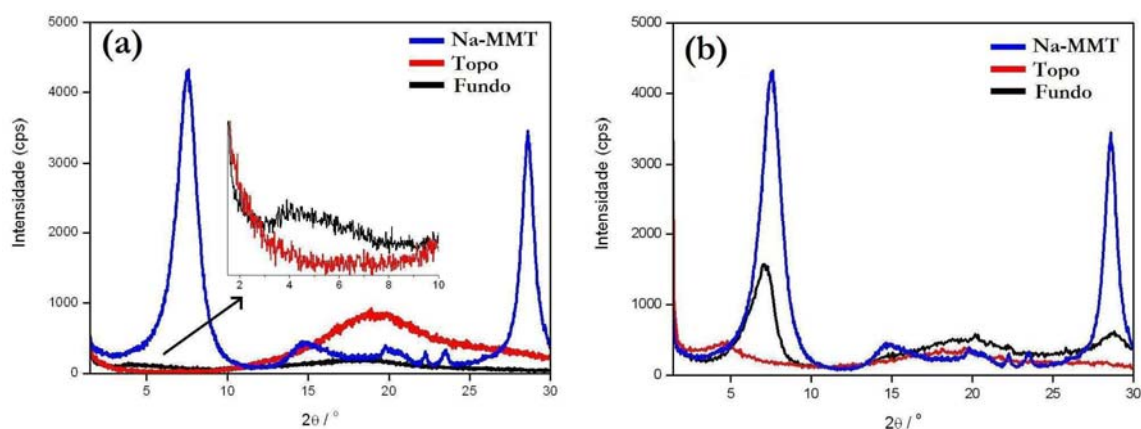 (a)
Na-MMT
Topo
Fundo
5000
4000
3000
2000
1000
0
Intensidade (cps)
2 4 6 8 10
5 10 15 20 25 30
2θ / °
(b)
Na-MMT
Topo
Fundo
5000
4000
3000
2000
1000
0
Intensidade (cps)
5 10 15 20 25 30
2θ / °